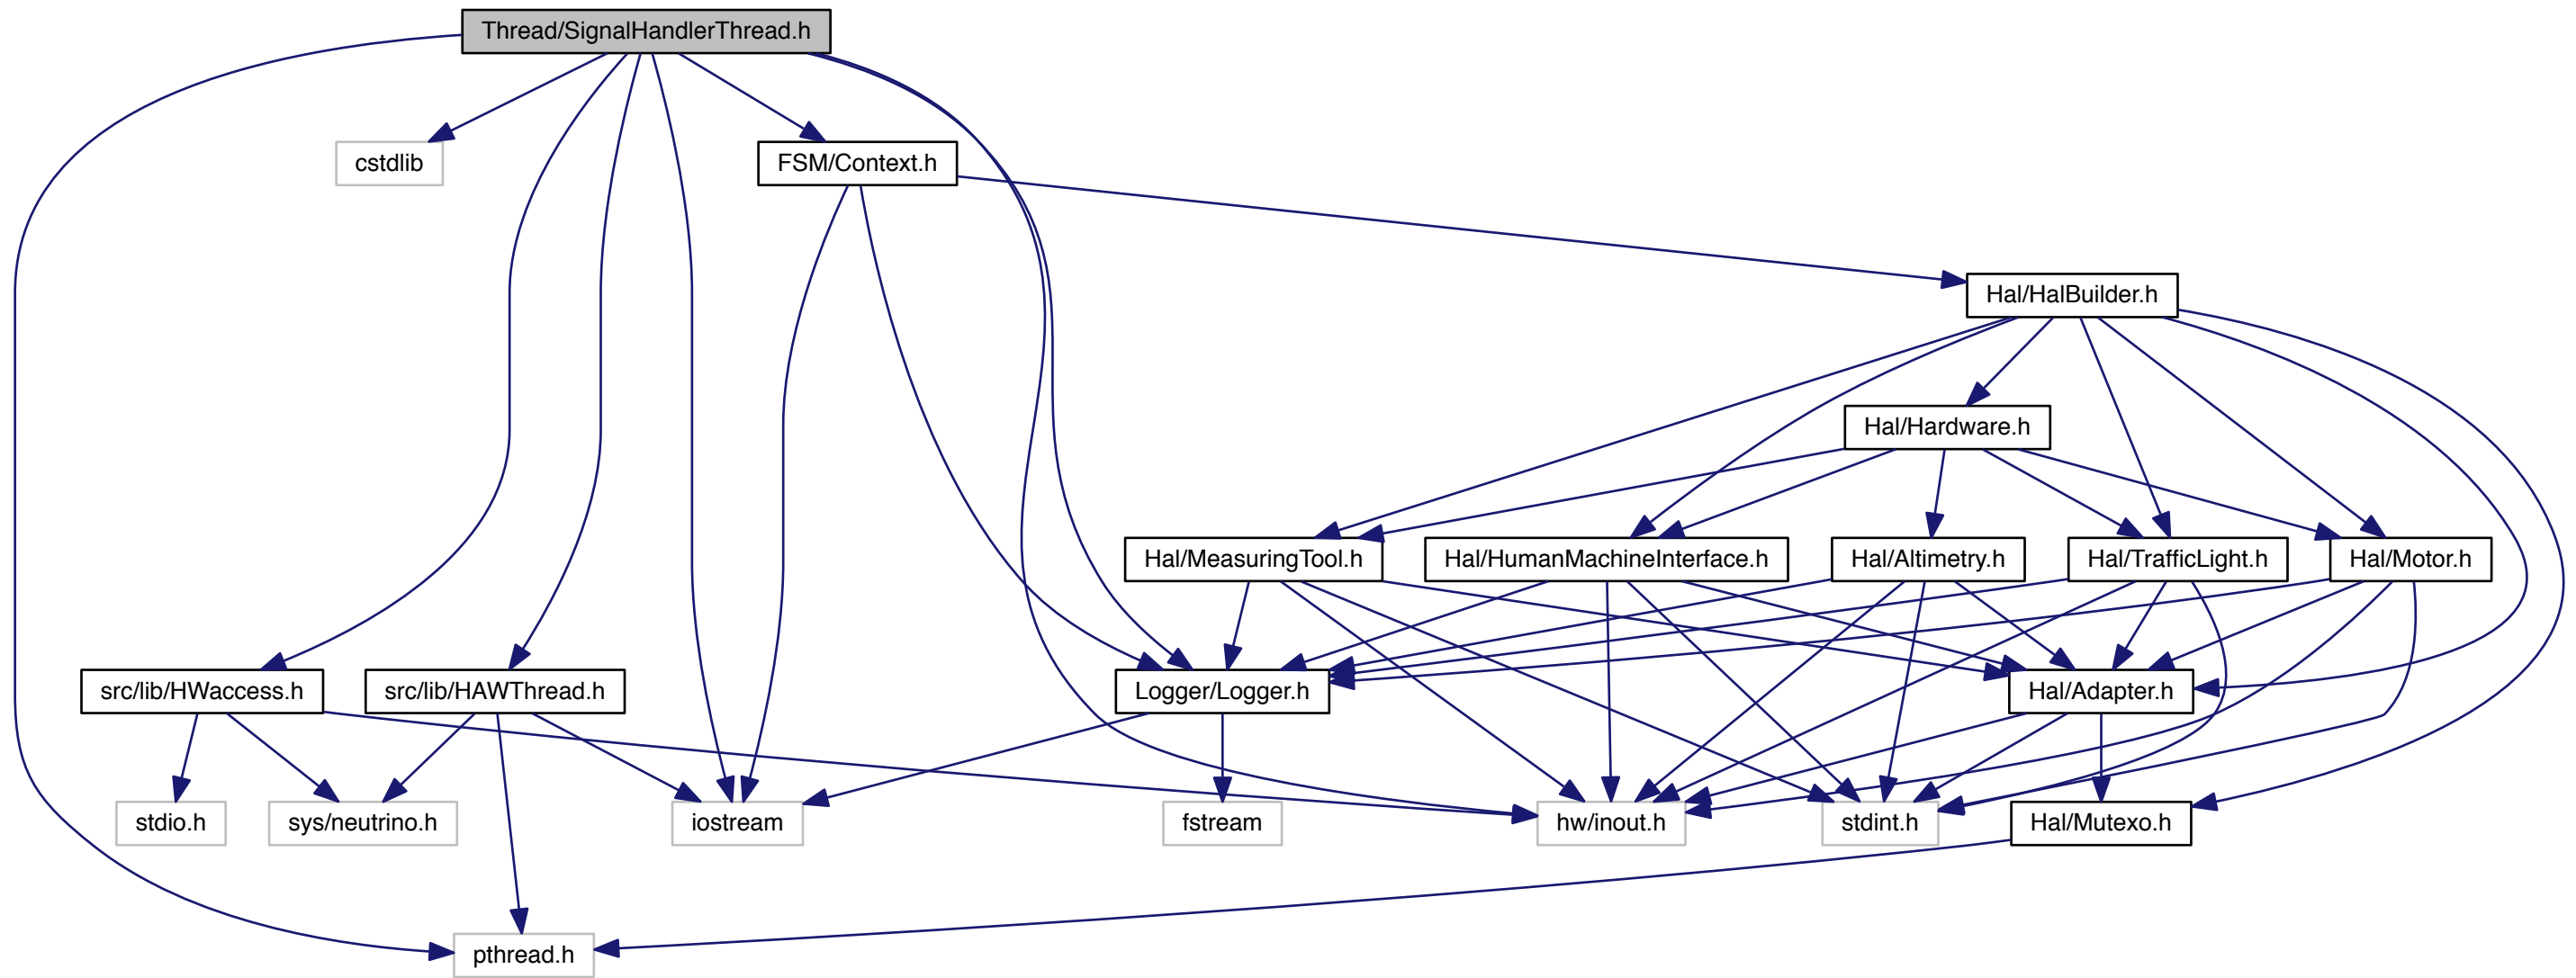 Thread/SignalHandlerThread.h
cstdlib
FSM/Context.h
Hal/HalBuilder.h
Hal/Hardware.h
Hal/MeasuringTool.h
Hal/HumanMachineInterface.h
Hal/Altimetry.h
Hal/TrafficLight.h
Hal/Motor.h
src/lib/HWaccess.h
src/lib/HAWThread.h
Logger/Logger.h
Hal/Adapter.h
stdio.h
sys/neutrino.h
iostream
fstream
hw/inout.h
stdint.h
Hal/Mutexo.h
pthread.h